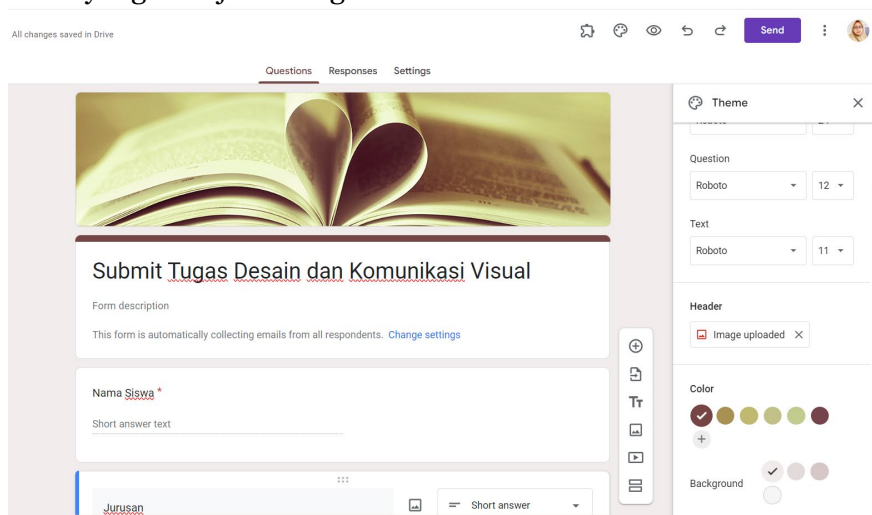 All changes saved in Drive
Send
Questions Responses Settings
Theme
Question
Roboto 12
Text
Roboto 11
Header
Image uploaded
Color
Background
Submit Tugas Desain dan Komunikasi Visual
Form description
This form is automatically collecting emails from all respondents. Change settings
Nama Siswa *
Short answer text
Jurusan
Short answer